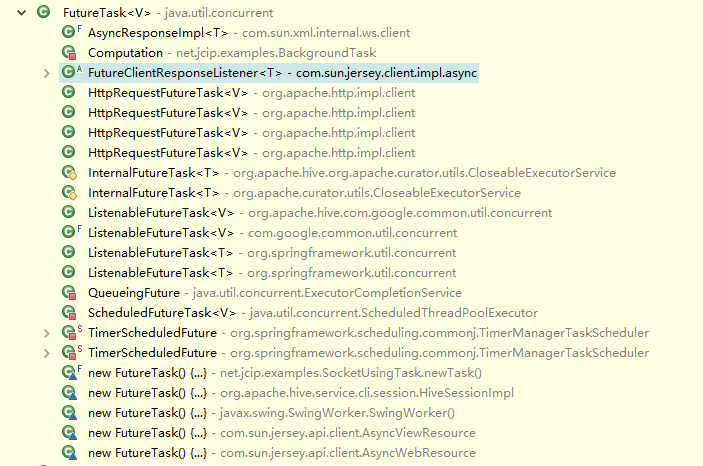 FutureTask<V> - java.util.concurrent
F AsyncResponseImpl<T> - com.sun.xml.internal.ws.client
Computation - net.jcip.examples.BackgroundTask
A FutureClientResponseListener<T> - com.sun.jersey.client.impl.async
HttpRequestFutureTask<V> - org.apache.http.impl.client
HttpRequestFutureTask<V> - org.apache.http.impl.client
HttpRequestFutureTask<V> - org.apache.http.impl.client
HttpRequestFutureTask<V> - org.apache.http.impl.client
InternalFutureTask<T> - org.apache.hive.org.apache.curator.utils.CloseableExecutorService
InternalFutureTask<T> - org.apache.curator.utils.CloseableExecutorService
ListenableFutureTask<V> - org.apache.hive.com.google.common.util.concurrent
F ListenableFutureTask<V> - com.google.common.util.concurrent
ListenableFutureTask<T> - org.springframework.util.concurrent
ListenableFutureTask<T> - org.springframework.util.concurrent
QueueingFuture - java.util.concurrent.ExecutorCompletionService
ScheduledFutureTask<V> - java.util.concurrent.ScheduledThreadPoolExecutor
S TimerScheduledFuture - org.springframework.scheduling.commonj.TimerManagerTaskScheduler
S TimerScheduledFuture - org.springframework.scheduling.commonj.TimerManagerTaskScheduler
F new FutureTask() {...} - net.jcip.examples.SocketUsingTask.newTask()
new FutureTask() {...} - org.apache.hive.service.cli.session.HiveSessionImpl
new FutureTask() {...} - javax.swing.SwingWorker.SwingWorker()
new FutureTask() {...} - com.sun.jersey.api.client.AsyncViewResource
new FutureTask() {...} - com.sun.jersey.api.client.AsyncWebResource